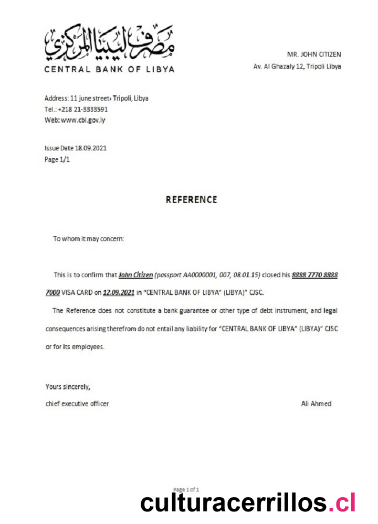 مصرف ليبيا المركزي
CENTRAL BANK OF LIBYA
MR. JOHN CITIZEN
Av. Al Ghazaly 12, Tripoli Libya
Address: 11 june street, Tripoli, Libya
Tel.: +218 21-3333591
Web: www.cbl.gov.ly
Issue Date 18.09.2021
Page 1/1
REFERENCE
To whom it may concern:
This is to confirm that John Citizen (passport AA0000001, 007, 08.01.15) closed his 8888 7770 8888
7000 VISA CARD on 12.09.2021 in "CENTRAL BANK OF LIBYA" (LIBYA)" CJSC.
The Reference does not constitute a bank guarantee or other type of debt instrument, and legal
consequences arising therefrom do not entail any liability for "CENTRAL BANK OF LIBYA" (LIBYA)" CJSC
or for its employees.
Yours sincerely,
chief executive officer
Ali Ahmed
Page 1 of 1
culturacerrillos.cl